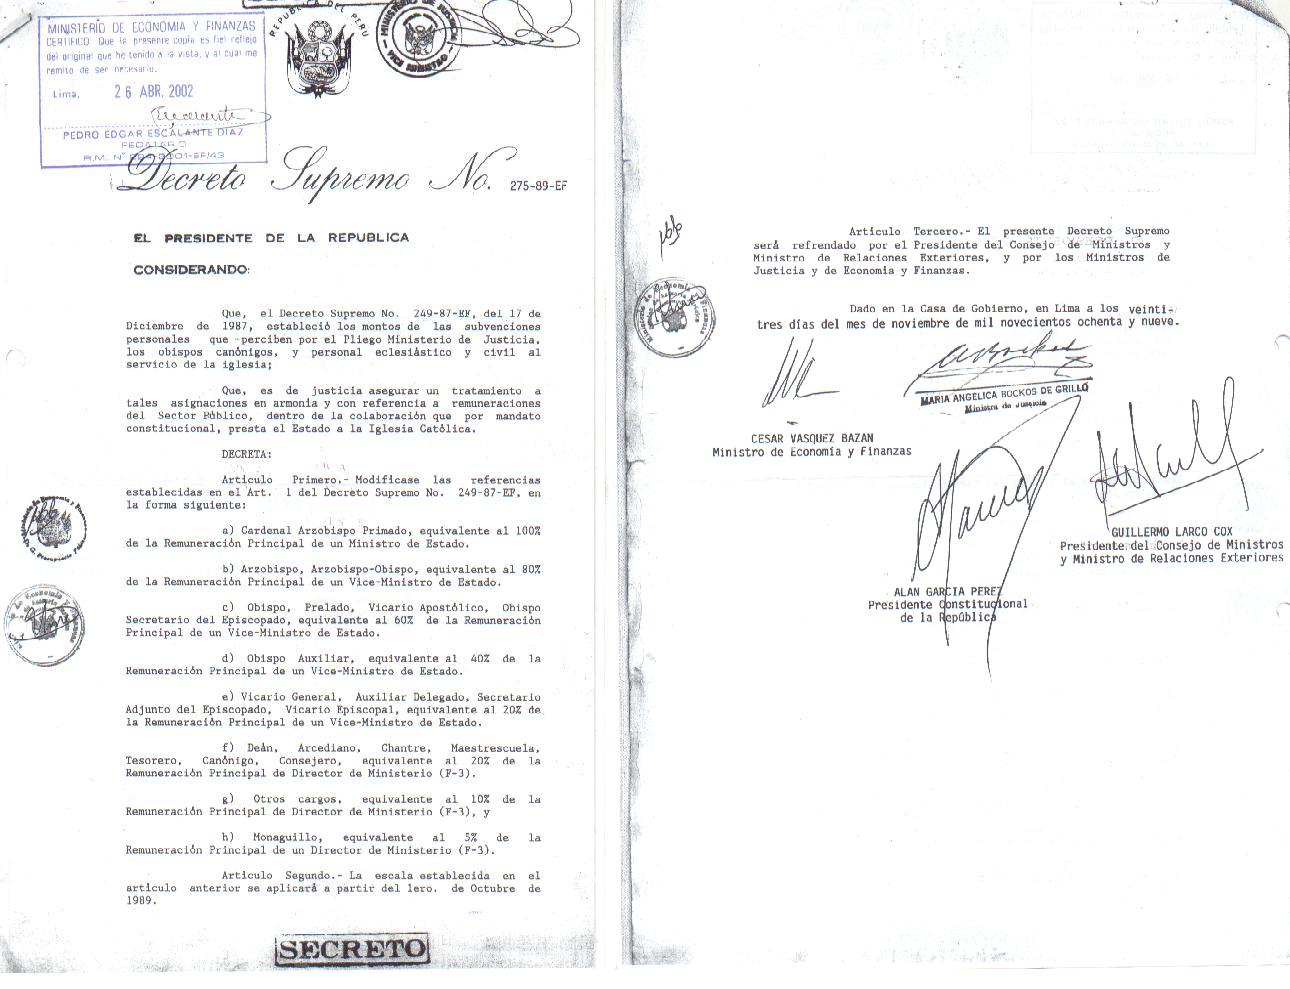 MINISTERIO DE ECONOMIA Y FINANZAS
CERTIFICO: Que la presente copia es fiel reflejo
del original que he tenido a la vista, y al cual me
remito de ser necesario.
Lima, 26 ABR. 2002
PEDRO EDGAR ESCALANTE DIAZ
FEDATARIO
REPUBLICA DEL PERU
MINISTERIO DE JUSTICIA
VICE MINISTRO
Decreto Supremo No. 275-89-EF
EL PRESIDENTE DE LA REPUBLICA
CONSIDERANDO:
Que, el Decreto Supremo No. 249-87-EF, del 17 de
Diciembre de 1987, estableció los montos de las subvenciones
personales que perciben por el Pliego Ministerio de Justicia,
los obispos canónigos, y personal eclesiástico y civil al
servicio de la iglesia;
Que, es de justicia asegurar un tratamiento a
tales asignaciones en armonia y con referencia a remuneraciones
del Sector Público, dentro de la colaboración que por mandato
constitucional, presta el Estado a la Iglesia Católica.
DECRETA:
Articulo Primero.- Modificase las referencias
establecidas en el Art. 1 del Decreto Supremo No. 249-87-EF, en
la forma siguiente:
a) Cardenal Arzobispo Primado, equivalente al 100%
de la Remuneración Principal de un Ministro de Estado.
b) Arzobispo, Arzobispo-Obispo, equivalente al 80%
de la Remuneración Principal de un Vice-Ministro de Estado.
c) Obispo, Prelado, Vicario Apostólico, Obispo
Secretario del Episcopado, equivalente al 60% de la Remuneración
Principal de un Vice-Ministro de Estado.
d) Obispo Auxiliar, equivalente al 40% de la
Remuneración Principal de un Vice-Ministro de Estado.
e) Vicario General, Auxiliar Delegado, Secretario
Adjunto del Episcopado, Vicario Episcopal, equivalente al 20% de
la Remuneración Principal de un Vice-Ministro de Estado.
f) Deán, Arcediano, Chantre, Maestrescuela,
Tesorero, Canónigo, Consejero, equivalente al 20% de la
Remuneración Principal de Director de Ministerio (F-3).
g) Otros cargos, equivalente al 10% de la
Remuneración Principal de Director de Ministerio (F-3), y
h) Monaguillo, equivalente al 5% de la
Remuneración Principal de un Director de Ministerio (F-3).
Articulo Segundo.- La escala establecida en el
articulo anterior se aplicará a partir del 1ero. de Octubre de
1989.
SECRETO
Artículo Tercero.- El presente Decreto Supremo
será refrendado por el Presidente del Consejo de Ministros y
Ministro de Relaciones Exteriores, y por los Ministros de
Justicia y de Economia y Finanzas.
Dado en la Casa de Gobierno, en Lima a los veinti-
tres días del mes de noviembre de mil novecientos ochenta y nueve.
MARIA ANGELICA BOCKOS DE GRILLO
Ministra de Justicia
CESAR VASQUEZ BAZAN
Ministro de Economía y Finanzas
GUILLERMO LARCO COX
Presidente del Consejo de Ministros
y Ministro de Relaciones Exteriores
ALAN GARCIA PEREZ
Presidente Constitucional
de la República